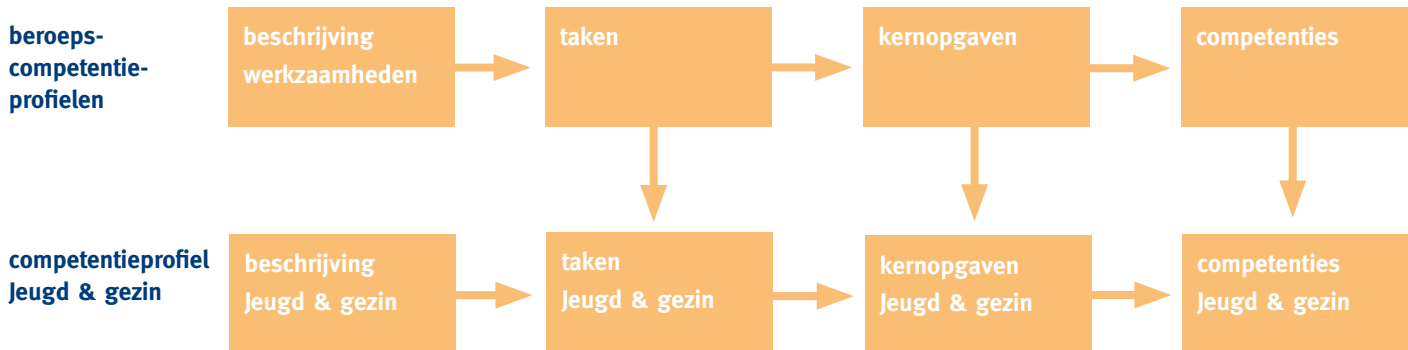 beroeps-
competentie-
profielen
beschrijving
werkzaamheden
taken
kernopgaven
competenties
competentieprofiel
Jeugd & gezin
beschrijving
Jeugd & gezin
taken
Jeugd & gezin
kernopgaven
Jeugd & gezin
competenties
Jeugd & gezin